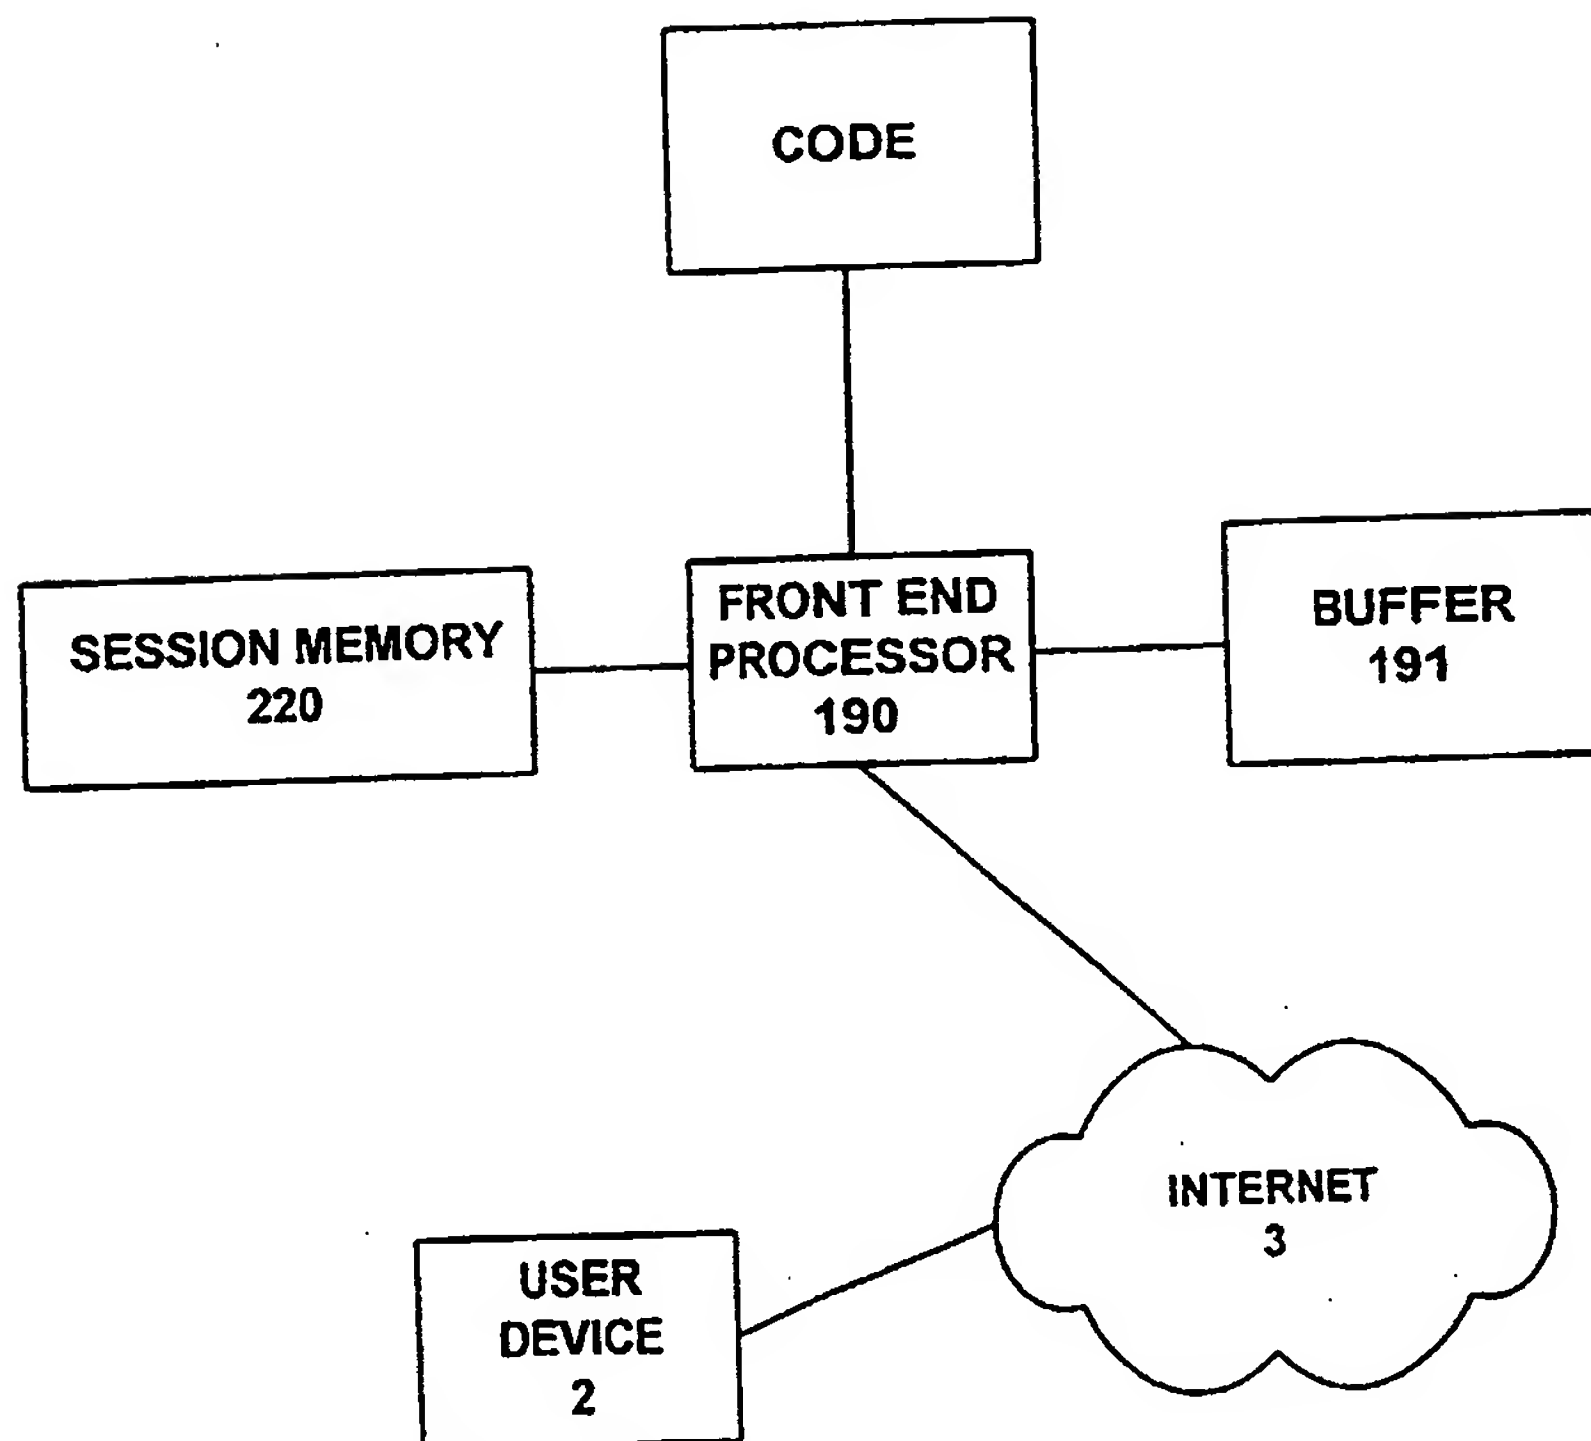 CODE
SESSION MEMORY
220
FRONT END
PROCESSOR
190
BUFFER
191
INTERNET
3
USER
DEVICE
2